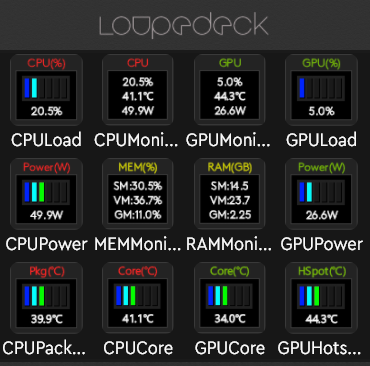 Loupedeck
CPU(%)
20.5%
CPULoad
CPU
20.5%
41.1℃
49.9W
CPUMoni...
GPU
5.0%
44.3℃
26.6W
GPUMoni...
GPU(%)
5.0%
GPULoad
Power(W)
49.9W
CPUPower
MEM(%)
SM:30.5%
VM:36.7%
GM:11.0%
MEMMoni...
RAM(GB)
SM:14.5
VM:23.7
GM:2.25
RAMMoni...
Power(W)
26.6W
GPUPower
Pkg(℃)
39.9℃
CPUPack...
Core(℃)
41.1℃
CPUCore
Core(℃)
34.0℃
GPUCore
HSpot(℃)
44.3℃
GPUHots...